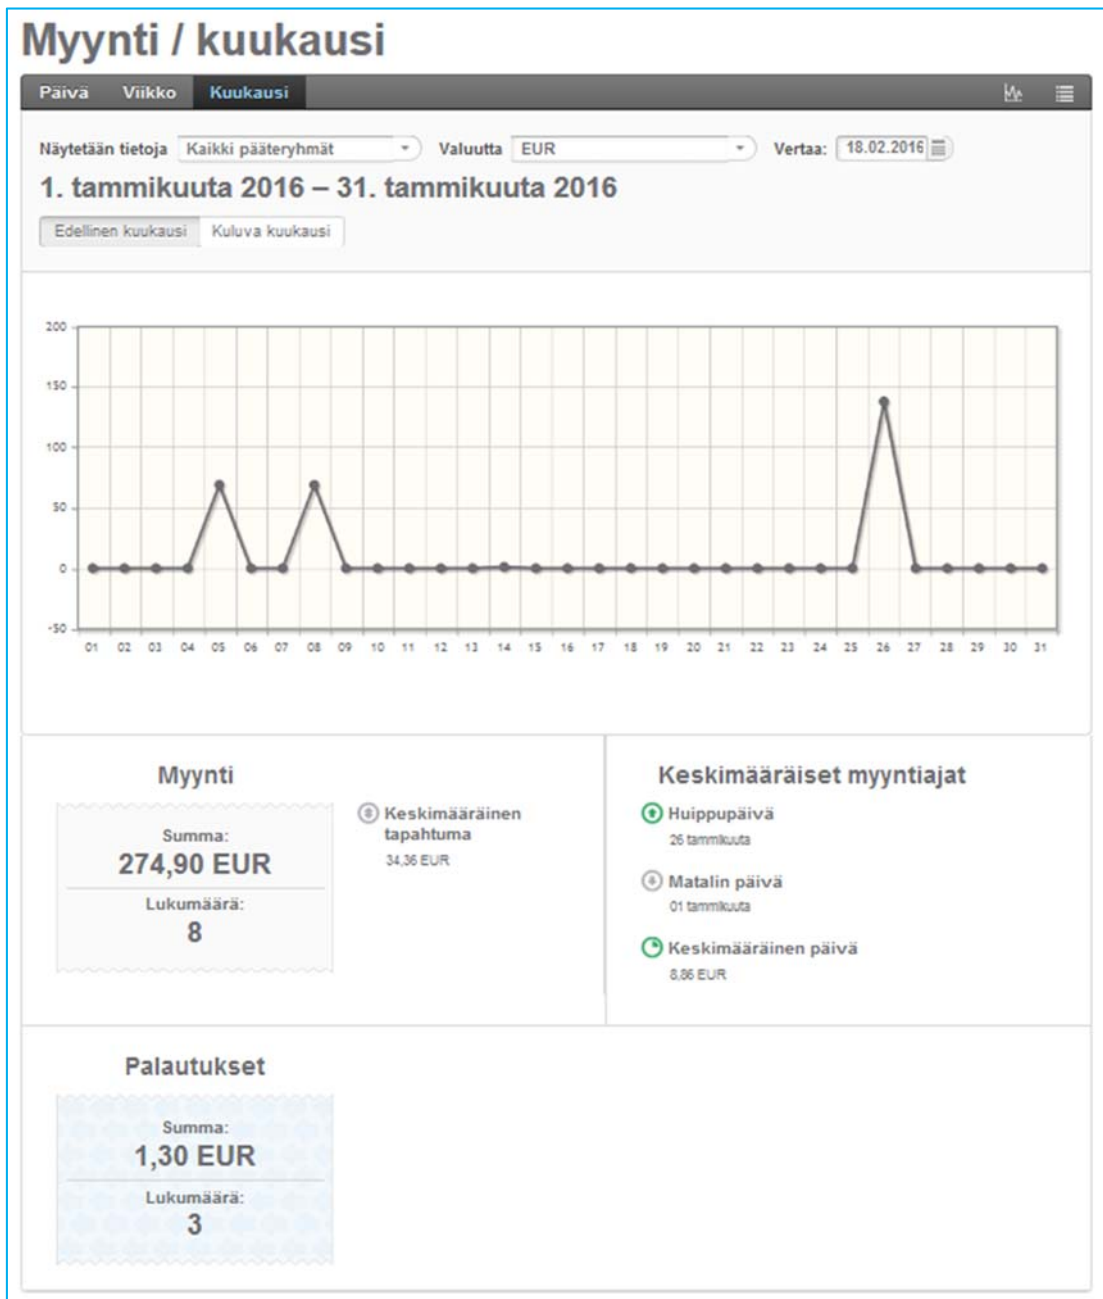 Myynti / kuukausi
Päivä Viikko Kuukausi
Näytetään tietoja Kaikki pääteryhmät Valuutta EUR Vertaa: 18.02.2016
1. tammikuuta 2016 – 31. tammikuuta 2016
Edellinen kuukausi Kuluva kuukausi
200
150
100
50
0
-50
01 02 03 04 05 06 07 08 09 10 11 12 13 14 15 16 17 18 19 20 21 22 23 24 25 26 27 28 29 30 31
Myynti
Summa:
274,90 EUR
Lukumäärä:
8
Keskimääräinen
tapahtuma
34,36 EUR
Keskimääräiset myyntiajat
Huippupäivä
26 tammikuuta
Matalin päivä
01 tammikuuta
Keskimääräinen päivä
8,86 EUR
Palautukset
Summa:
1,30 EUR
Lukumäärä:
3